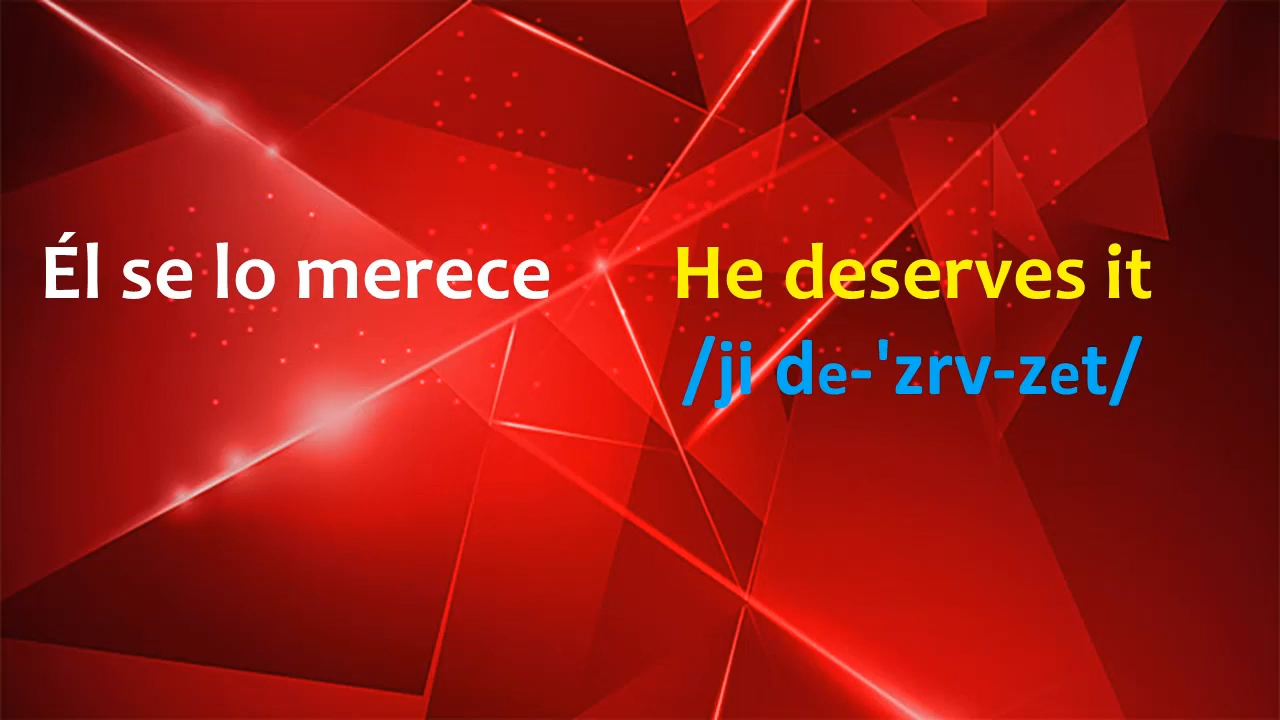 Él se lo merece
He deserves it
/ji de-'zrv-zet/